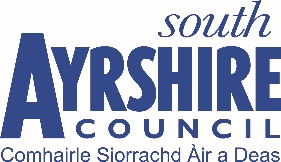 south
AYRSHIRE
COUNCIL
Comhairle Siorrachd Àir a Deas